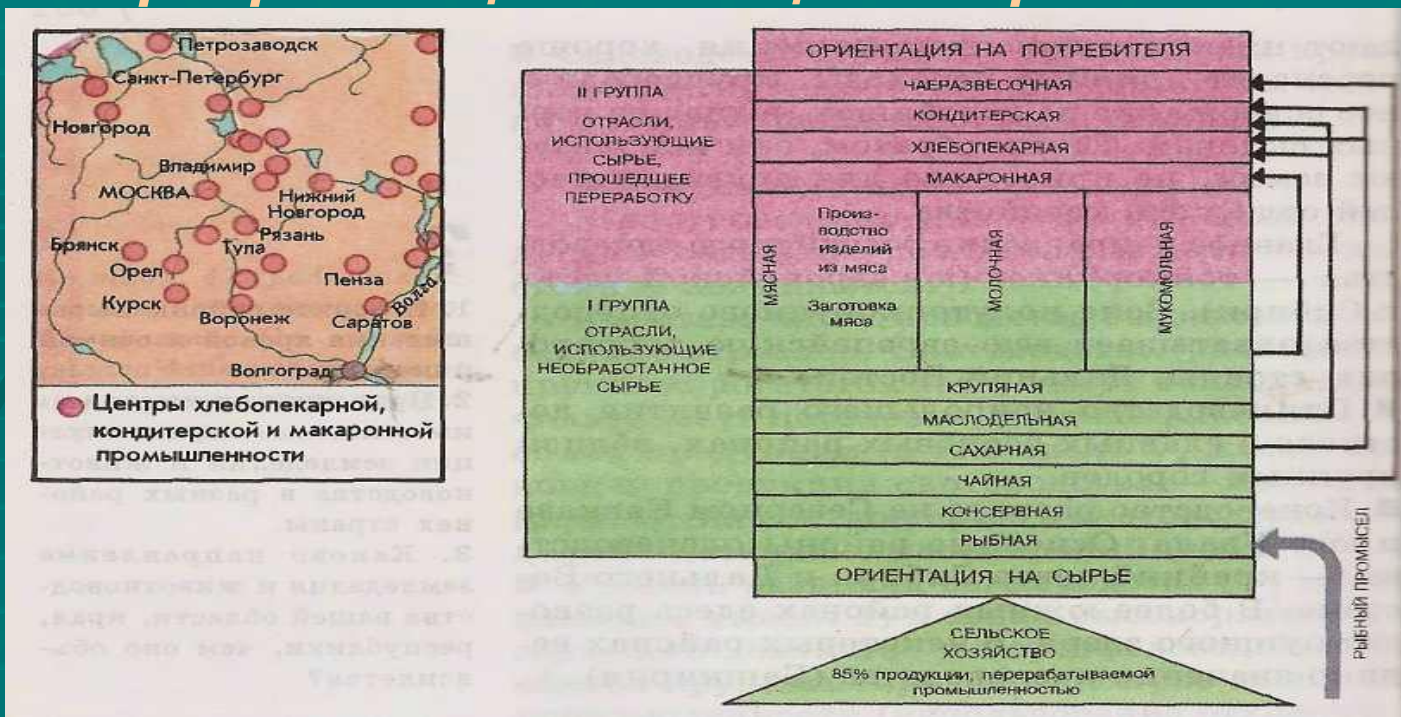 Петрозаводск
Санкт-Петербург
Новгород
Владимир
МОСКВА
Нижний
Новгород
Рязань
Тула
Брянск
Орел
Пенза
Курск
Воронеж
Саратов
Волга
Волгоград
Центры хлебопекарной,
кондитерской и макаронной
промышленности
II ГРУППА
ОТРАСЛИ,
ИСПОЛЬЗУЮЩИЕ
СЫРЬЕ,
ПРОШЕДШЕЕ
ПЕРЕРАБОТКУ
I ГРУППА
ОТРАСЛИ,
ИСПОЛЬЗУЮЩИЕ
НЕОБРАБОТАННОЕ
СЫРЬЕ
ОРИЕНТАЦИЯ НА ПОТРЕБИТЕЛЯ
ЧАЕРАЗВЕСОЧНАЯ
КОНДИТЕРСКАЯ
ХЛЕБОПЕКАРНАЯ
МАКАРОННАЯ
МЯСНАЯ
Произ-
водство
изделий
из мяса
Заготовка
мяса
МОЛОЧНАЯ
МУКОМОЛЬНАЯ
КРУПЯНАЯ
МАСЛОДЕЛЬНАЯ
САХАРНАЯ
ЧАЙНАЯ
КОНСЕРВНАЯ
РЫБНАЯ
ОРИЕНТАЦИЯ НА СЫРЬЕ
СЕЛЬСКОЕ
ХОЗЯЙСТВО
85% продукции, перерабатываемой
промышленностью
РЫБНЫЙ ПРОМЫСЕЛ